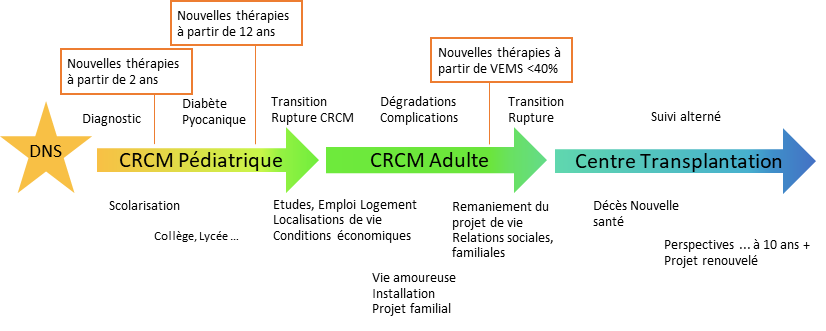 Nouvelles thérapies
à partir de 12 ans
Nouvelles thérapies
à partir de 2 ans
Nouvelles thérapies à
partir de VEMS <40%
Diagnostic
Diabète
Pyocanique
Transition
Rupture CRCM
Dégradations
Complications
Transition
Rupture
Suivi alterné
DNS
CRCM Pédiatrique
CRCM Adulte
Centre Transplantation
Scolarisation
Collège, Lycée ...
Etudes, Emploi Logement
Localisations de vie
Conditions économiques
Vie amoureuse
Installation
Projet familial
Remaniement du
projet de vie
Relations sociales,
familiales
Décès Nouvelle
santé
Perspectives ... à 10 ans +
Projet renouvelé